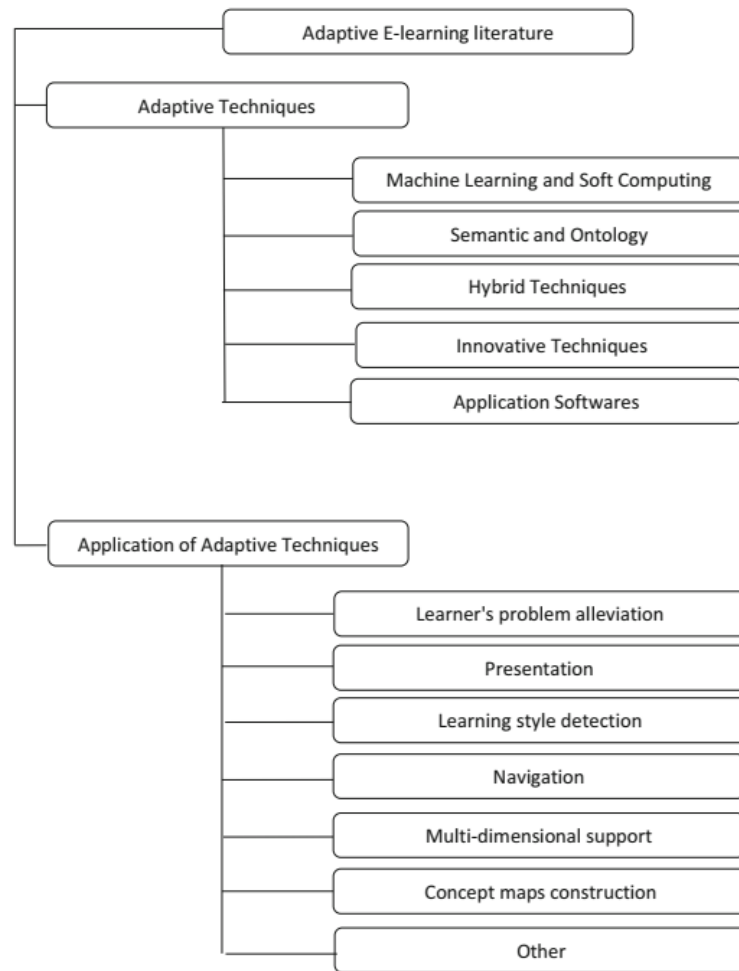 Adaptive E-learning literature
Adaptive Techniques
Machine Learning and Soft Computing
Semantic and Ontology
Hybrid Techniques
Innovative Techniques
Application Softwares
Application of Adaptive Techniques
Learner's problem alleviation
Presentation
Learning style detection
Navigation
Multi-dimensional support
Concept maps construction
Other